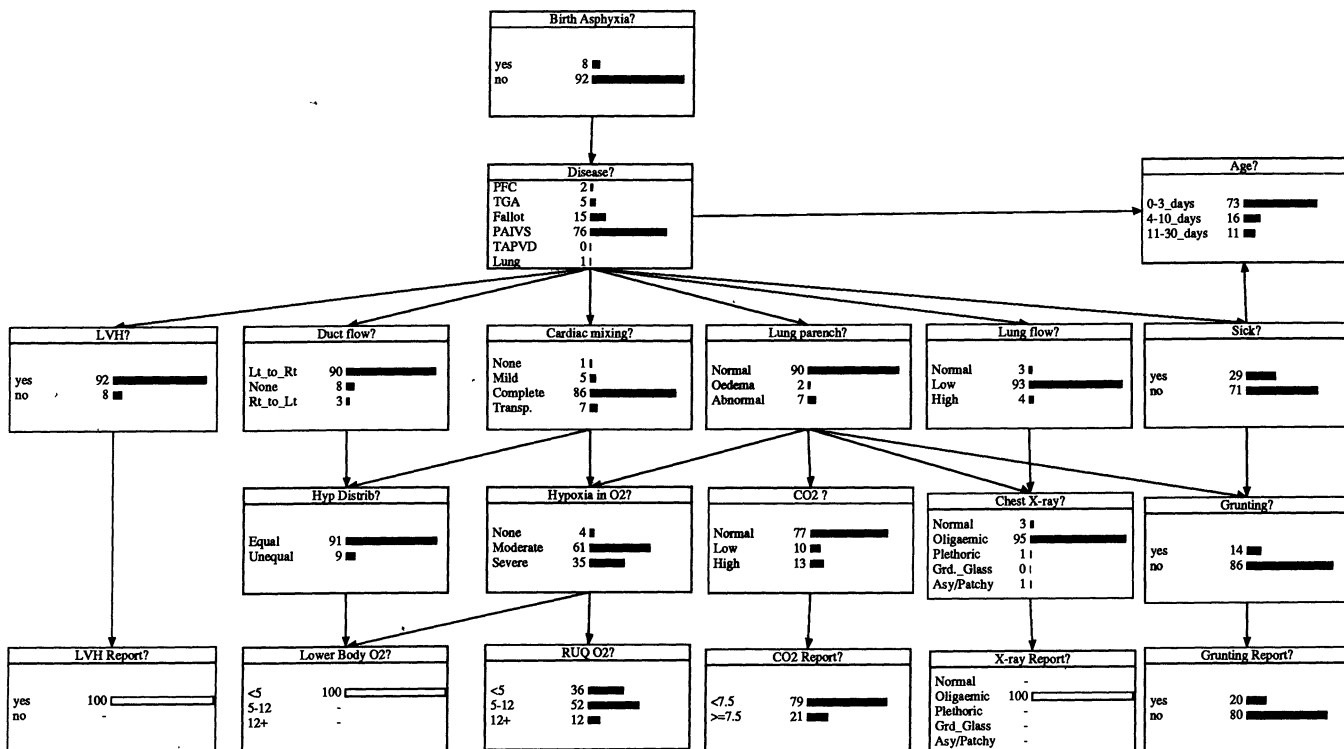 Birth Asphyxia?
yes 8
no 92
Disease?
PFC 2
TGA 5
Fallot 15
PAIVS 76
TAPVD 0
Lung 1
Age?
0-3_days 73
4-10_days 16
11-30_days 11
LVH?
yes 92
no 8
Duct flow?
Lt_to_Rt 90
None 8
Rt_to_Lt 3
Cardiac mixing?
None 1
Mild 5
Complete 86
Transp. 7
Lung parench?
Normal 90
Oedema 2
Abnormal 7
Lung flow?
Normal 3
Low 93
High 4
Sick?
yes 29
no 71
Hyp Distrib?
Equal 91
Unequal 9
Hypoxia in O2?
None 4
Moderate 61
Severe 35
CO2 ?
Normal 77
Low 10
High 13
Chest X-ray?
Normal 3
Oligaemic 95
Plethoric 1
Grd._Glass 0
Asy/Patchy 1
Grunting?
yes 14
no 86
LVH Report?
yes 100
no -
Lower Body O2?
<5 100
5-12 -
12+ -
RUQ O2?
<5 36
5-12 52
12+ 12
CO2 Report?
<7.5 79
>=7.5 21
X-ray Report?
Normal -
Oligaemic 100
Plethoric -
Grd_Glass -
Asy/Patchy -
Grunting Report?
yes 20
no 80